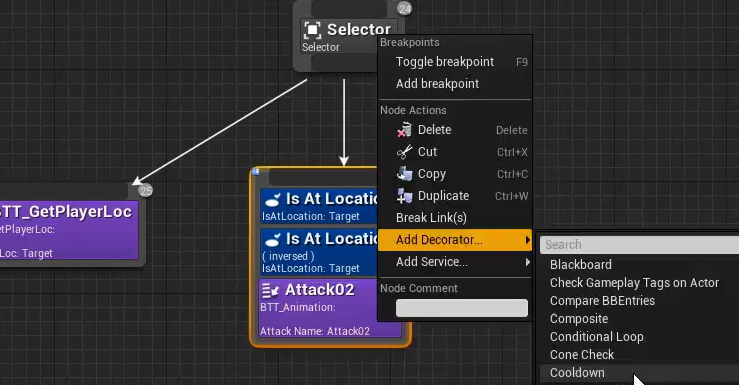 24
Selector
Selector
25
TT_GetPlayerLoc
etPlayerLoc:
Loc: Target
Is At Locatio
IsAtLocation: Target
Is At Locatio
( inversed )
IsAtLocation: Target
Attack02
BTT_Animation:
Attack Name: Attack02
Breakpoints
Toggle breakpoint F9
Add breakpoint
Node Actions
Delete Delete
Cut Ctrl+X
Copy Ctrl+C
Duplicate Ctrl+W
Break Link(s)
Add Decorator...
Add Service...
Node Comment
Search
Blackboard
Check Gameplay Tags on Actor
Compare BBEntries
Composite
Conditional Loop
Cone Check
Cooldown